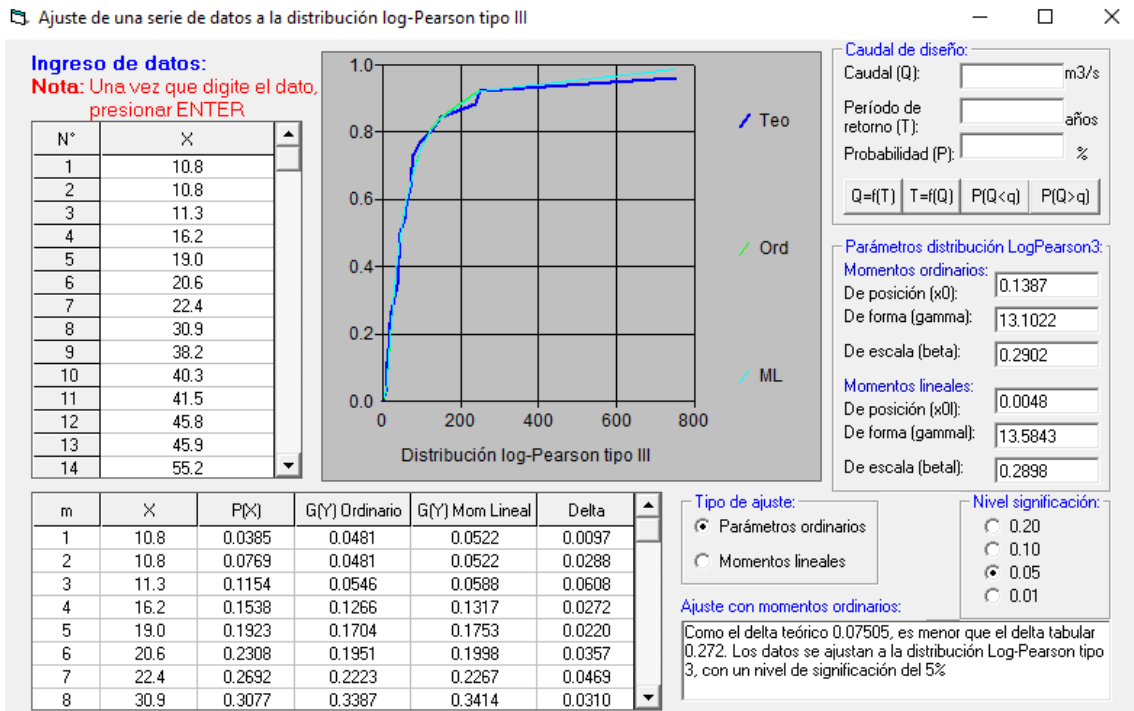 Ajuste de una serie de datos a la distribución log-Pearson tipo III
Ingreso de datos:
Nota: Una vez que digite el dato,
presionar ENTER
N° X
1 10.8
2 10.8
3 11.3
4 16.2
5 19.0
6 20.6
7 22.4
8 30.9
9 38.2
10 40.3
11 41.5
12 45.8
13 45.9
14 55.2
1.0
0.8
0.6
0.4
0.2
0.0
0 200 400 600 800
Distribución log-Pearson tipo III
Teo
Ord
ML
Caudal de diseño:
Caudal (Q): m3/s
Período de
retorno (T): años
Probabilidad (P): %
Q=f(T) T=f(Q) P(Q<q) P(Q>q)
Parámetros distribución LogPearson3:
Momentos ordinarios:
De posición (x0): 0.1387
De forma (gamma): 13.1022
De escala (beta): 0.2902
Momentos lineales:
De posición (x0l): 0.0048
De forma (gammal): 13.5843
De escala (betal): 0.2898
m X P(X) G(Y) Ordinario G(Y) Mom Lineal Delta
1 10.8 0.0385 0.0481 0.0522 0.0097
2 10.8 0.0769 0.0481 0.0522 0.0288
3 11.3 0.1154 0.0546 0.0588 0.0608
4 16.2 0.1538 0.1266 0.1317 0.0272
5 19.0 0.1923 0.1704 0.1753 0.0220
6 20.6 0.2308 0.1951 0.1998 0.0357
7 22.4 0.2692 0.2223 0.2267 0.0469
8 30.9 0.3077 0.3387 0.3414 0.0310
Tipo de ajuste:
Parámetros ordinarios
Momentos lineales
Nivel significación:
0.20
0.10
0.05
0.01
Ajuste con momentos ordinarios:
Como el delta teórico 0.07505, es menor que el delta tabular
0.272. Los datos se ajustan a la distribución Log-Pearson tipo
3, con un nivel de significación del 5%